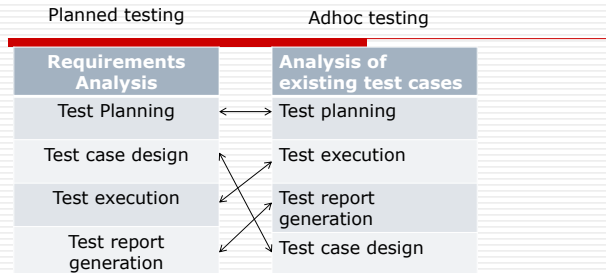 Planned testing
Adhoc testing
Requirements
Analysis
Analysis of
existing test cases
Test Planning
Test planning
Test case design
Test execution
Test execution
Test report
generation
Test report
generation
Test case design